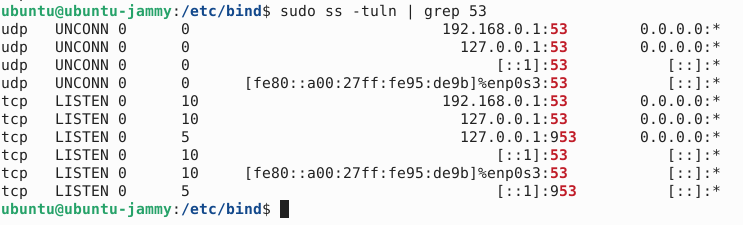 ubuntu@ubuntu-jammy:/etc/bind$ sudo ss -tuln | grep 53
udp   UNCONN 0      0                            192.168.0.1:53        0.0.0.0:*
udp   UNCONN 0      0                              127.0.0.1:53        0.0.0.0:*
udp   UNCONN 0      0                                  [::1]:53           [::]:*
udp   UNCONN 0      0      [fe80::a00:27ff:fe95:de9b]%enp0s3:53           [::]:*
tcp   LISTEN 0      10                           192.168.0.1:53        0.0.0.0:*
tcp   LISTEN 0      10                             127.0.0.1:53        0.0.0.0:*
tcp   LISTEN 0      5                              127.0.0.1:953       0.0.0.0:*
tcp   LISTEN 0      10                                 [::1]:53           [::]:*
tcp   LISTEN 0      10     [fe80::a00:27ff:fe95:de9b]%enp0s3:53           [::]:*
tcp   LISTEN 0      5                                  [::1]:953          [::]:*
ubuntu@ubuntu-jammy:/etc/bind$